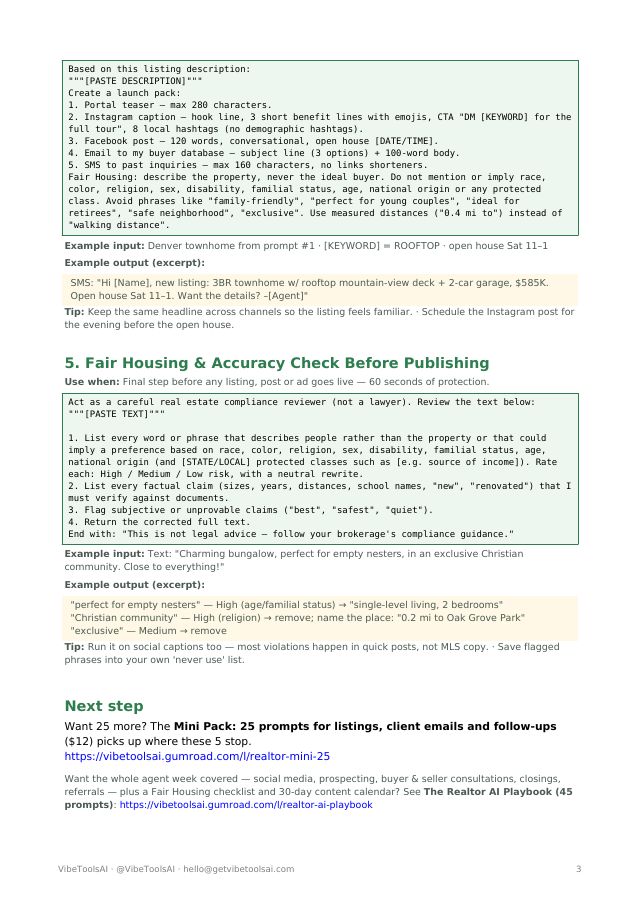 Based on this listing description:
"""[PASTE DESCRIPTION]"""
Create a launch pack:
1. Portal teaser — max 280 characters.
2. Instagram caption — hook line, 3 short benefit lines with emojis, CTA "DM [KEYWORD] for the
full tour", 8 local hashtags (no demographic hashtags).
3. Facebook post — 120 words, conversational, open house [DATE/TIME].
4. Email to my buyer database — subject line (3 options) + 100-word body.
5. SMS to past inquiries — max 160 characters, no links shorteners.
Fair Housing: describe the property, never the ideal buyer. Do not mention or imply race,
color, religion, sex, disability, familial status, age, national origin or any protected
class. Avoid phrases like "family-friendly", "perfect for young couples", "ideal for
retirees", "safe neighborhood", "exclusive". Use measured distances ("0.4 mi to") instead of
"walking distance".
Example input: Denver townhome from prompt #1 · [KEYWORD] = ROOFTOP · open house Sat 11–1
Example output (excerpt):
SMS: "Hi [Name], new listing: 3BR townhome w/ rooftop mountain-view deck + 2-car garage, $585K.
Open house Sat 11–1. Want the details? –[Agent]"
Tip: Keep the same headline across channels so the listing feels familiar. · Schedule the Instagram post for
the evening before the open house.
5. Fair Housing & Accuracy Check Before Publishing
Use when: Final step before any listing, post or ad goes live — 60 seconds of protection.
Act as a careful real estate compliance reviewer (not a lawyer). Review the text below:
"""[PASTE TEXT]"""
1. List every word or phrase that describes people rather than the property or that could
imply a preference based on race, color, religion, sex, disability, familial status, age,
national origin (and [STATE/LOCAL] protected classes such as [e.g. source of income]). Rate
each: High / Medium / Low risk, with a neutral rewrite.
2. List every factual claim (sizes, years, distances, school names, "new", "renovated") that I
must verify against documents.
3. Flag subjective or unprovable claims ("best", "safest", "quiet").
4. Return the corrected full text.
End with: "This is not legal advice — follow your brokerage's compliance guidance."
Example input: Text: "Charming bungalow, perfect for empty nesters, in an exclusive Christian
community. Close to everything!"
Example output (excerpt):
"perfect for empty nesters" — High (age/familial status) → "single-level living, 2 bedrooms"
"Christian community" — High (religion) → remove; name the place: "0.2 mi to Oak Grove Park"
"exclusive" — Medium → remove
Tip: Run it on social captions too — most violations happen in quick posts, not MLS copy. · Save flagged
phrases into your own 'never use' list.
Next step
Want 25 more? The Mini Pack: 25 prompts for listings, client emails and follow-ups
($12) picks up where these 5 stop.
https://vibetoolsai.gumroad.com/l/realtor-mini-25
Want the whole agent week covered — social media, prospecting, buyer & seller consultations, closings,
referrals — plus a Fair Housing checklist and 30-day content calendar? See The Realtor AI Playbook (45
prompts): https://vibetoolsai.gumroad.com/l/realtor-ai-playbook
VibeToolsAI · @VibeToolsAI · hello@getvibetoolsai.com 3